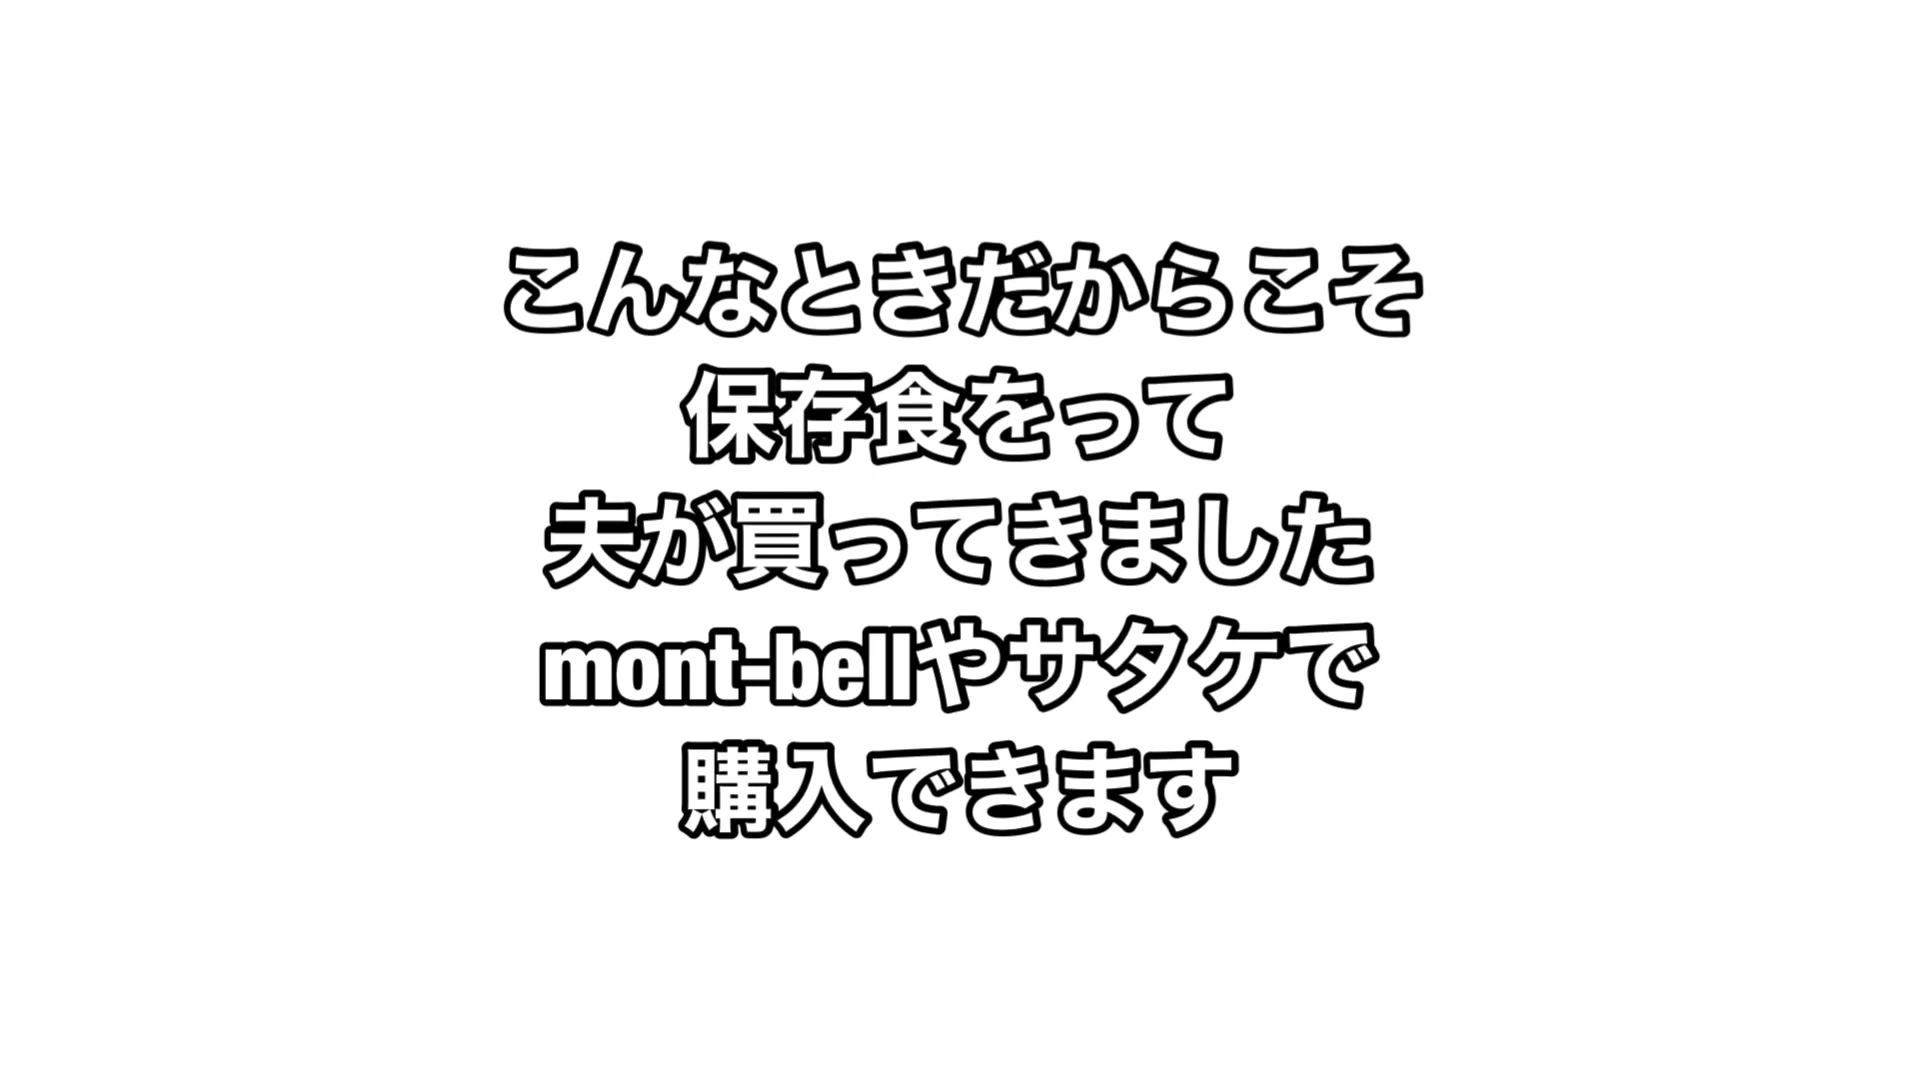 こんなときだからこそ
保存食をって
夫が買ってきました
mont-bellやサタケで
購入できます